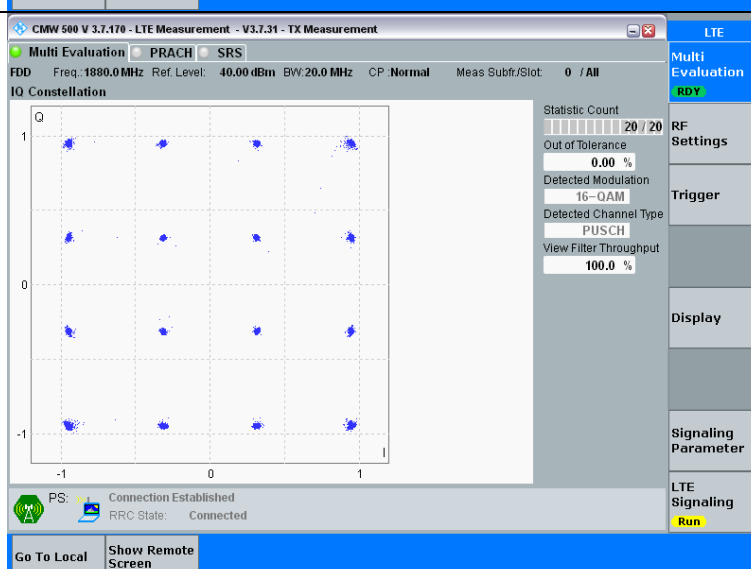 CMW 500 V 3.7.170 - LTE Measurement - V3.7.31 - TX Measurement
LTE
Multi Evaluation PRACH SRS
Multi
Evaluation
RDY
FDD Freq.:1880.0 MHz Ref. Level: 40.00 dBm BW:20.0 MHz CP :Normal Meas Subfr./Slot: 0 / All
IQ Constellation
Q
1
0
-1
-1 0 1
I
Statistic Count
20 / 20
Out of Tolerance
0.00 %
Detected Modulation
16-QAM
Detected Channel Type
PUSCH
View Filter Throughput
100.0 %
RF
Settings
Trigger
Display
Signaling
Parameter
LTE
Signaling
Run
PS: Connection Established
RRC State: Connected
Go To Local
Show Remote
Screen